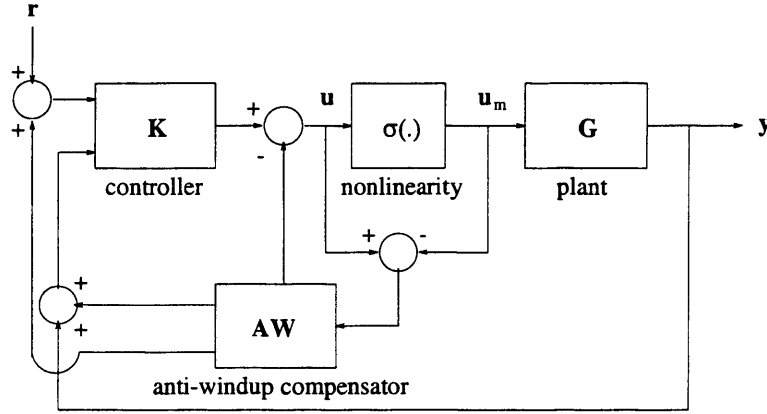 r
+
+
K
controller
+
-
u
σ(.)
nonlinearity
u_m
G
plant
y
+
-
+
+
AW
anti-windup compensator